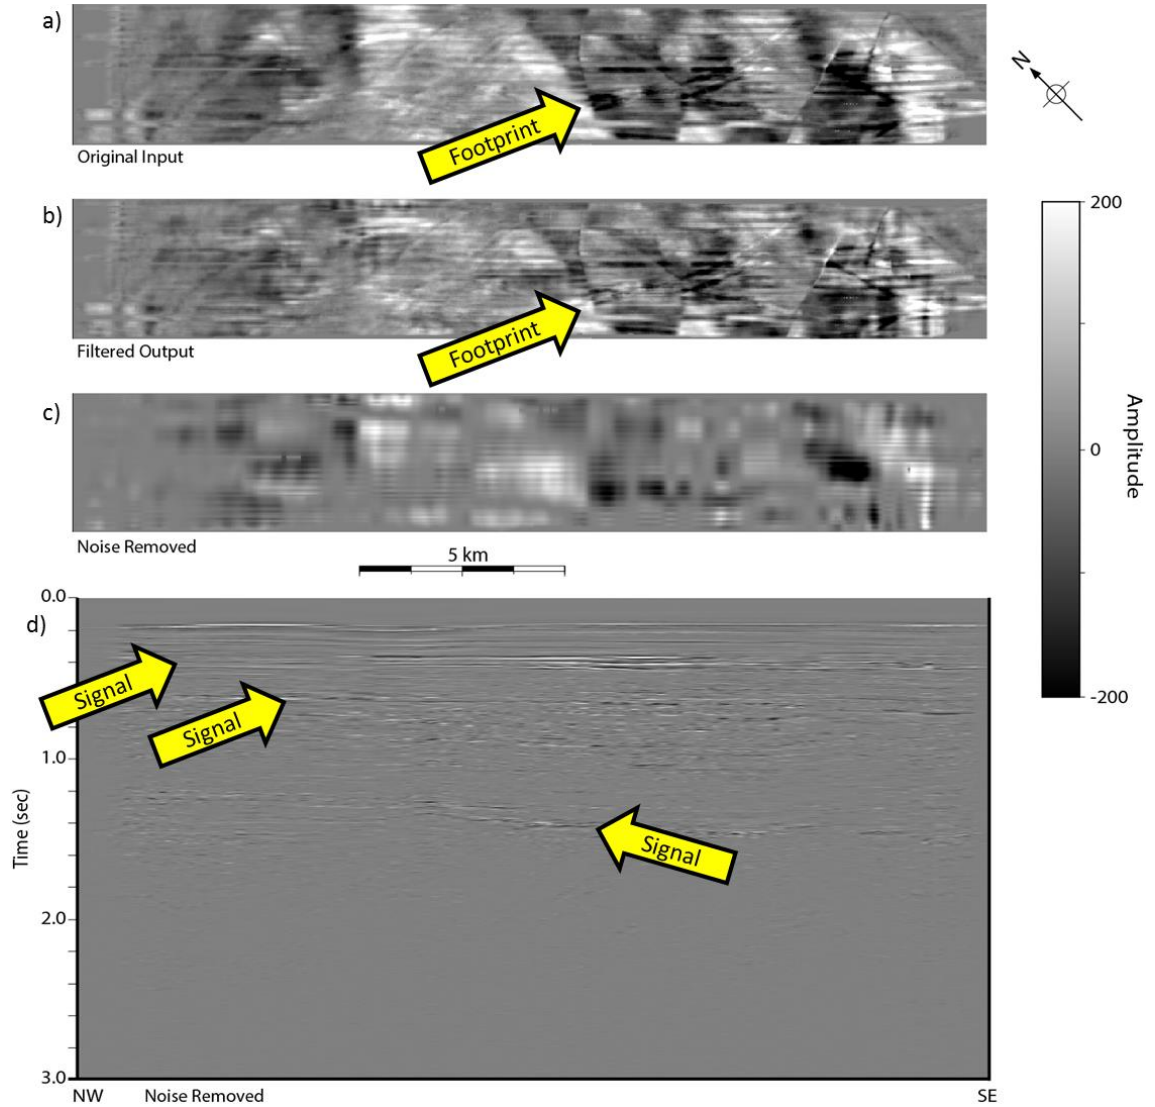 a)
N
Footprint
Original Input
b)
200
Footprint
Filtered Output
c)
Amplitude
0
Noise Removed
5 km
0.0
d)
Signal
Signal
-200
1.0
Time (sec)
Signal
2.0
3.0
NW Noise Removed SE